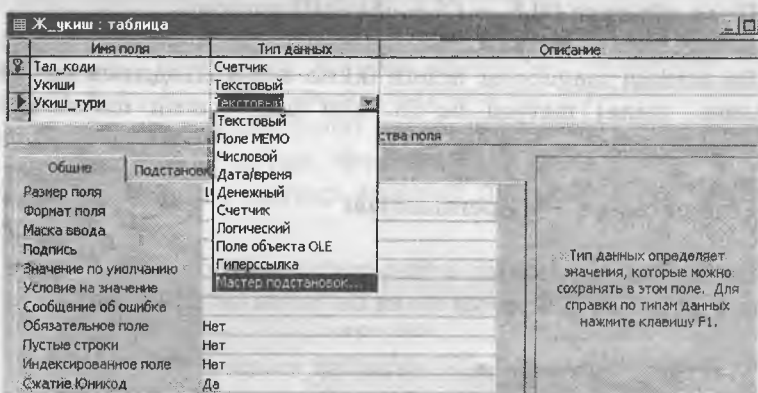 Ж_укиш : таблица
Имя поля Тип данных Описание
Тал_коди Счетчик
Укиши Текстовый
Укиш_тури Текстовый
Текстовый
Поле MEMO
Числовой
Дата/время
Денежный
Счетчик
Логический
Поле объекта OLE
Гиперссылка
Мастер подстановок...
ства поля
Общие Подстанов
Размер поля
Формат поля
Маска ввода
Подпись
Значение по умолчанию
Условие на значение
Сообщение об ошибке
Обязательное поле Нет
Пустые строки Нет
Индексированное поле Нет
Сжатие Юникод Да
Тип данных определяет
значения, которые можно
сохранять в этом поле. Для
справки по типам данных
нажмите клавишу F1.